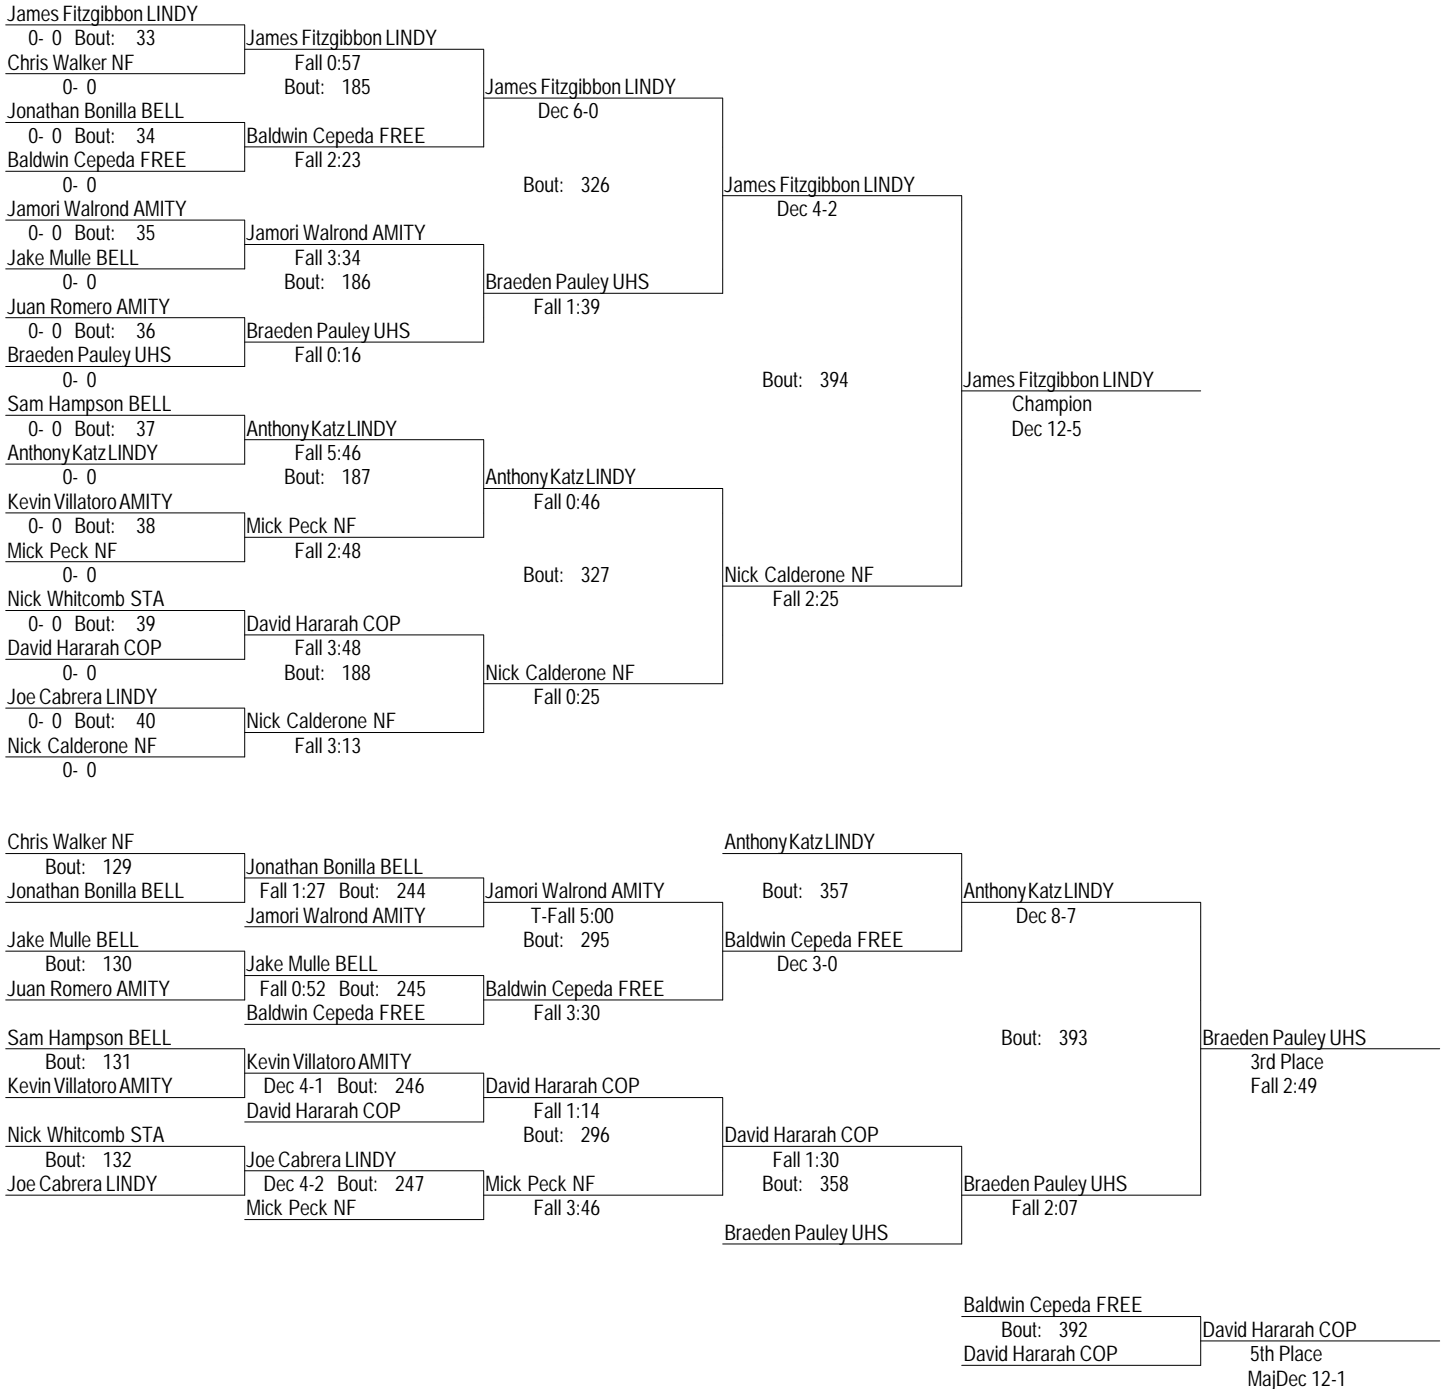 James Fitzgibbon LINDY
0- 0 Bout: 33
James Fitzgibbon LINDY
Chris Walker NF
Fall 0:57
0- 0
Bout: 185
James Fitzgibbon LINDY
Jonathan Bonilla BELL
Dec 6-0
0- 0 Bout: 34
Baldwin Cepeda FREE
Baldwin Cepeda FREE
Fall 2:23
0- 0
Bout: 326
James Fitzgibbon LINDY
Jamori Walrond AMITY
Dec 4-2
0- 0 Bout: 35
Jamori Walrond AMITY
Jake Mulle BELL
Fall 3:34
0- 0
Bout: 186
Braeden Pauley UHS
Juan Romero AMITY
Fall 1:39
0- 0 Bout: 36
Braeden Pauley UHS
Braeden Pauley UHS
Fall 0:16
0- 0
Bout: 394
James Fitzgibbon LINDY
Sam Hampson BELL
Champion
0- 0 Bout: 37
Anthony Katz LINDY
Dec 12-5
Anthony Katz LINDY
Fall 5:46
0- 0
Bout: 187
Anthony Katz LINDY
Kevin Villatoro AMITY
Fall 0:46
0- 0 Bout: 38
Mick Peck NF
Mick Peck NF
Fall 2:48
0- 0
Bout: 327
Nick Calderone NF
Nick Whitcomb STA
Fall 2:25
0- 0 Bout: 39
David Hararah COP
David Hararah COP
Fall 3:48
0- 0
Bout: 188
Nick Calderone NF
Joe Cabrera LINDY
Fall 0:25
0- 0 Bout: 40
Nick Calderone NF
Nick Calderone NF
Fall 3:13
0- 0
Chris Walker NF
Anthony Katz LINDY
Bout: 129
Jonathan Bonilla BELL
Jonathan Bonilla BELL
Fall 1:27 Bout: 244
Jamori Walrond AMITY
Bout: 357
Anthony Katz LINDY
Jamori Walrond AMITY
T-Fall 5:00
Dec 8-7
Jake Mulle BELL
Bout: 295
Baldwin Cepeda FREE
Bout: 130
Jake Mulle BELL
Dec 3-0
Juan Romero AMITY
Fall 0:52 Bout: 245
Baldwin Cepeda FREE
Baldwin Cepeda FREE
Fall 3:30
Sam Hampson BELL
Bout: 393
Braeden Pauley UHS
Bout: 131
Kevin Villatoro AMITY
3rd Place
Kevin Villatoro AMITY
Dec 4-1 Bout: 246
David Hararah COP
Fall 2:49
David Hararah COP
Fall 1:14
Nick Whitcomb STA
Bout: 296
David Hararah COP
Bout: 132
Joe Cabrera LINDY
Fall 1:30
Joe Cabrera LINDY
Dec 4-2 Bout: 247
Mick Peck NF
Bout: 358
Braeden Pauley UHS
Mick Peck NF
Fall 3:46
Fall 2:07
Braeden Pauley UHS
Baldwin Cepeda FREE
Bout: 392
David Hararah COP
David Hararah COP
5th Place
MajDec 12-1